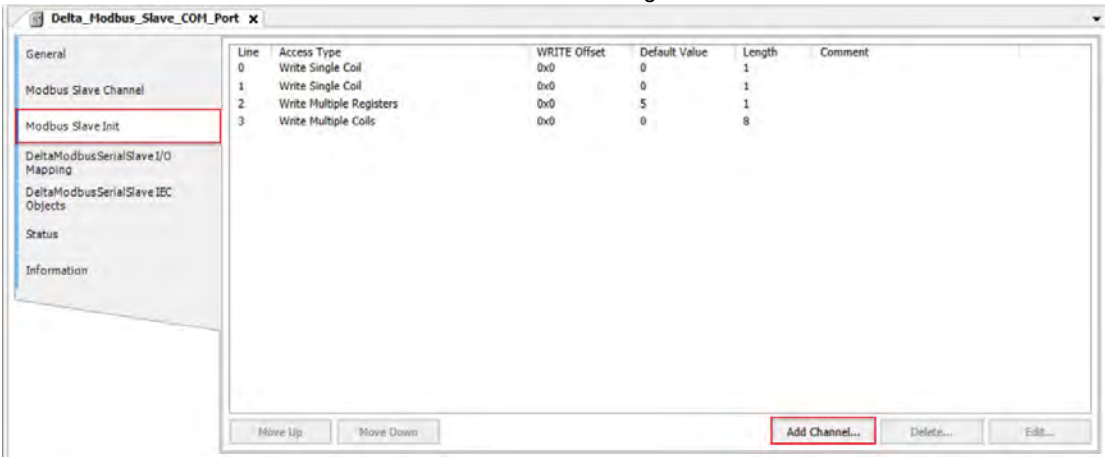 Delta_Modbus_Slave_COM_Port x
General
Modbus Slave Channel
Modbus Slave Init
DeltaModbusSerialSlave I/O
Mapping
DeltaModbusSerialSlave IEC
Objects
Status
Information
Line Access Type WRITE Offset Default Value Length Comment
0 Write Single Coil 0x0 0 1
1 Write Single Coil 0x0 0 1
2 Write Multiple Registers 0x0 5 1
3 Write Multiple Coils 0x0 0 8
Move Up Move Down Add Channel... Delete... Edit...